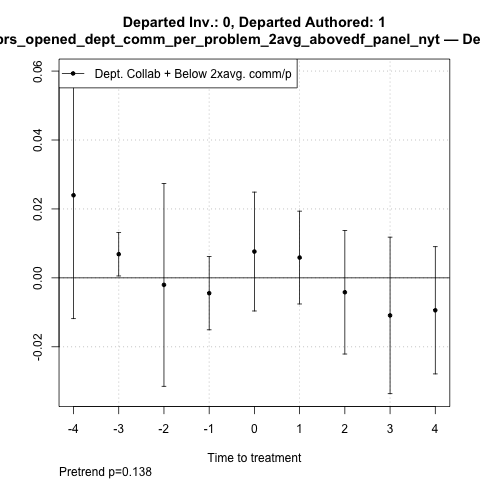 Departed Inv.: 0, Departed Authored: 1
prs_opened_dept_comm_per_problem_2avg_abovedf_panel_nyt — De
Dept. Collab + Below 2xavg. comm/p
0.06
0.04
0.02
0.00
-0.02
-4 -3 -2 -1 0 1 2 3 4
Time to treatment
Pretrend p=0.138